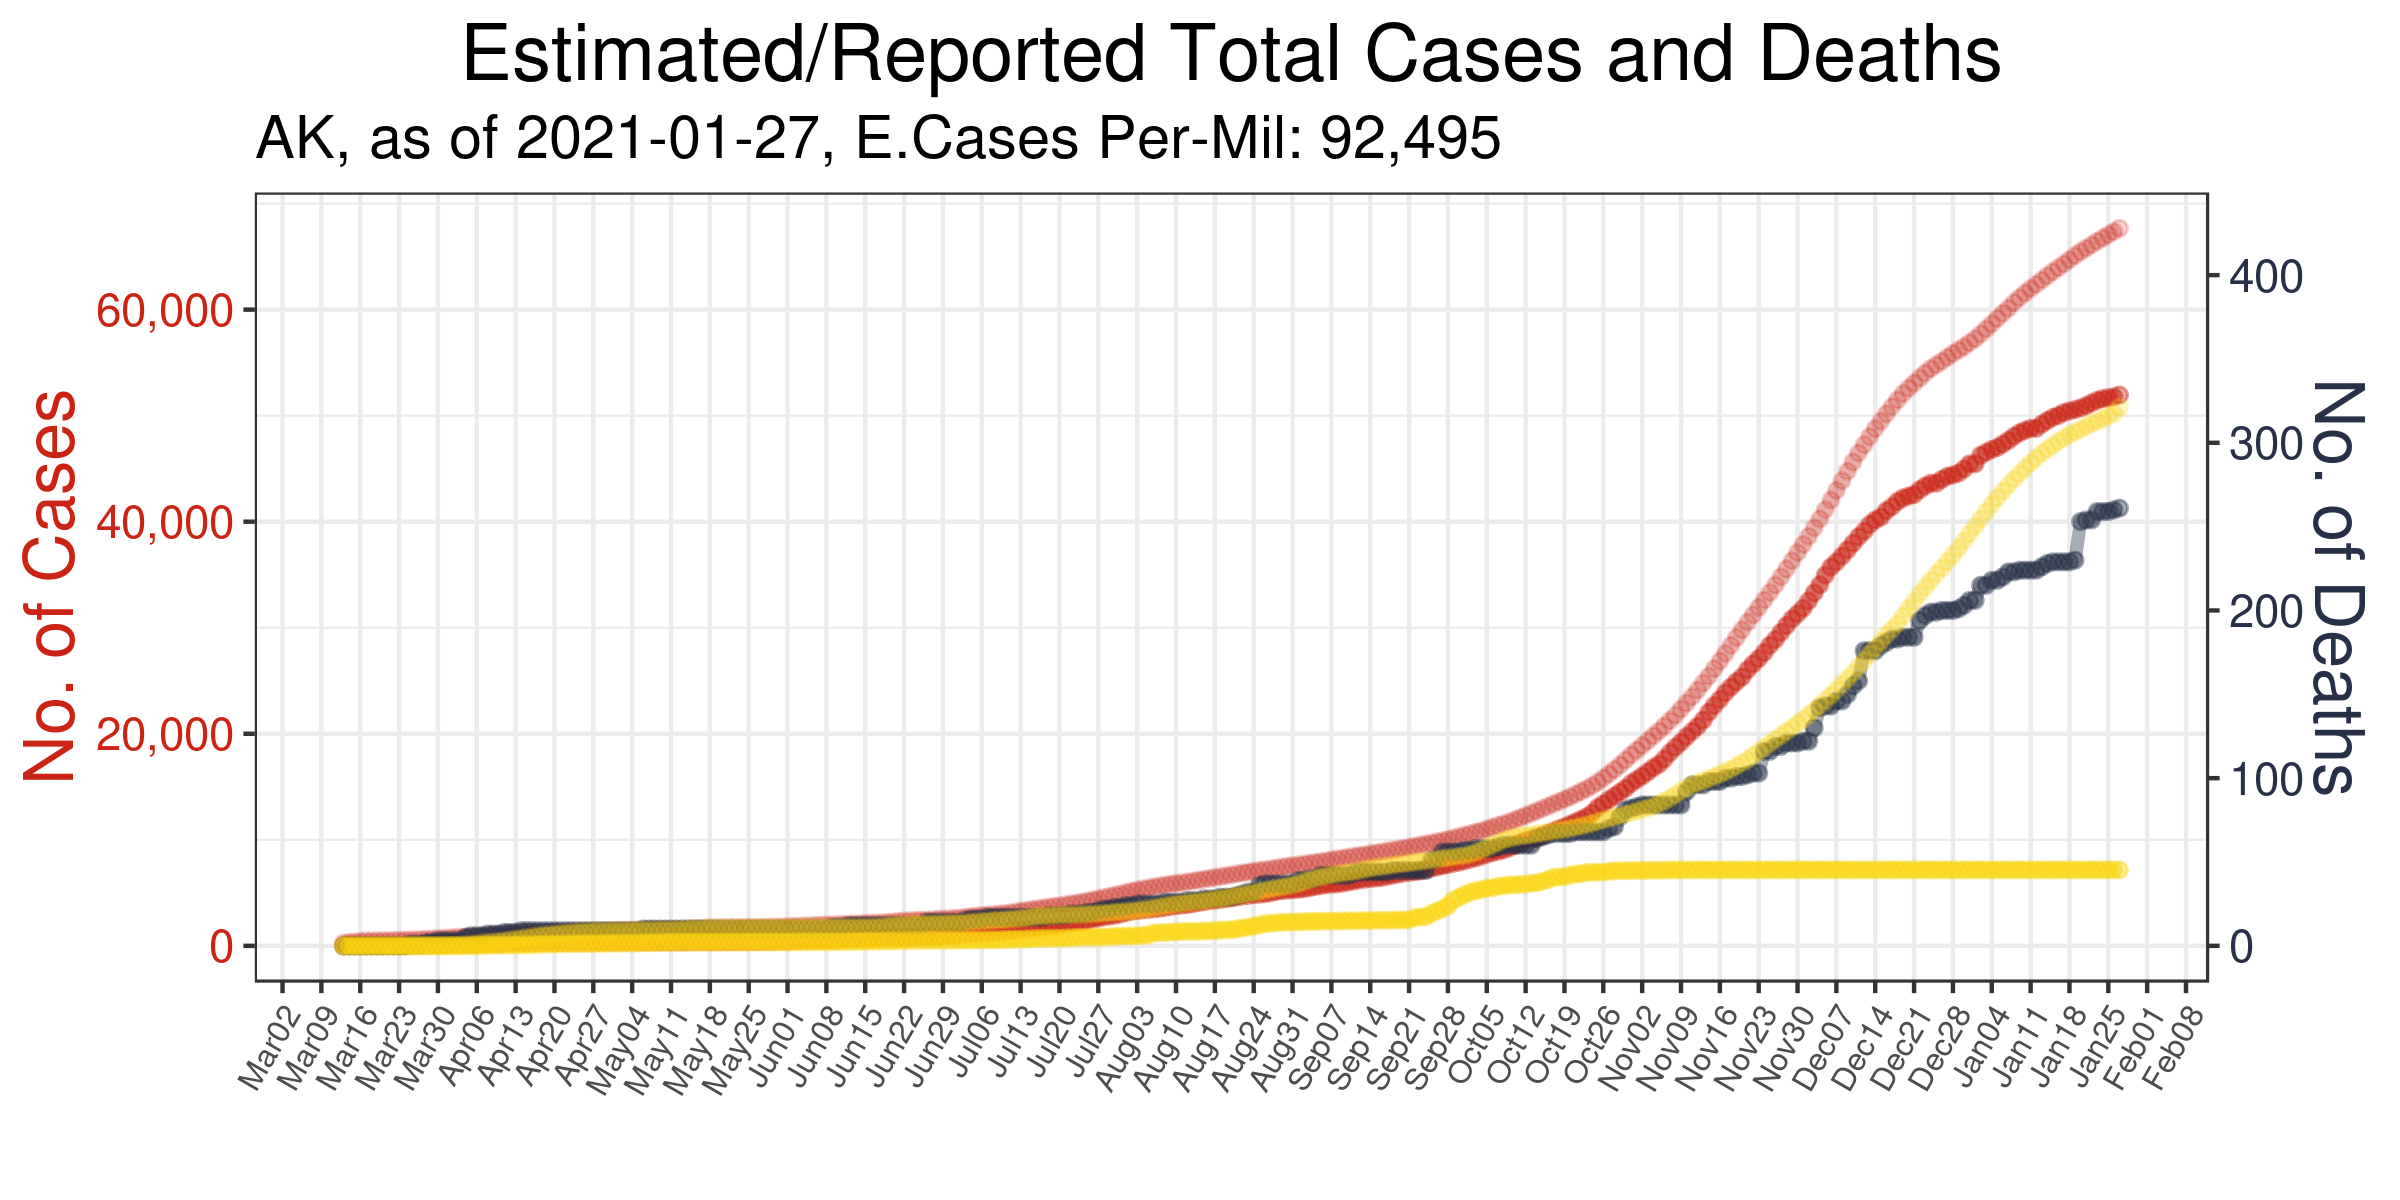 Estimated/Reported Total Cases and Deaths
AK, as of 2021-01-27, E.Cases Per-Mil: 92,495
No. of Cases
60,000
40,000
20,000
0
400
300
200
100
0
No. of Deaths
Mar02 Mar09 Mar16 Mar23 Mar30 Apr06 Apr13 Apr20 Apr27 May04 May11 May18 May25 Jun01 Jun08 Jun15 Jun22 Jun29 Jul06 Jul13 Jul20 Jul27 Aug03 Aug10 Aug17 Aug24 Aug31 Sep07 Sep14 Sep21 Sep28 Oct05 Oct12 Oct19 Oct26 Nov02 Nov09 Nov16 Nov23 Nov30 Dec07 Dec14 Dec21 Dec28 Jan04 Jan11 Jan18 Jan25 Feb01 Feb08